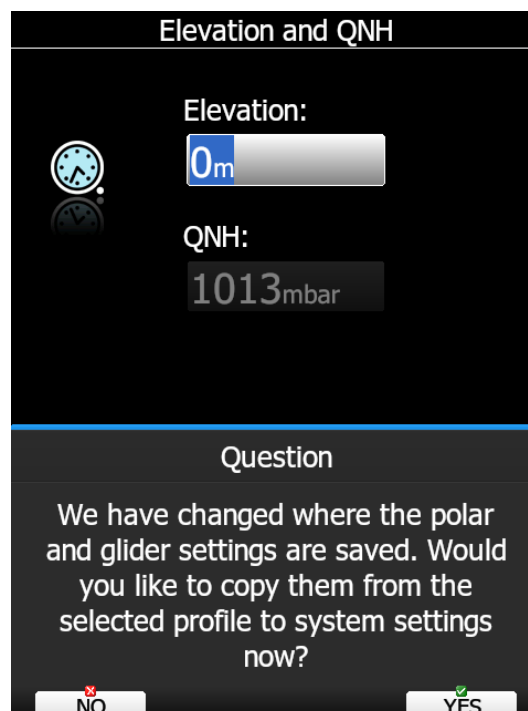 Elevation and QNH
Elevation:
0m
QNH:
1013mbar
Question
We have changed where the polar
and glider settings are saved. Would
you like to copy them from the
selected profile to system settings
now?
NO
YES